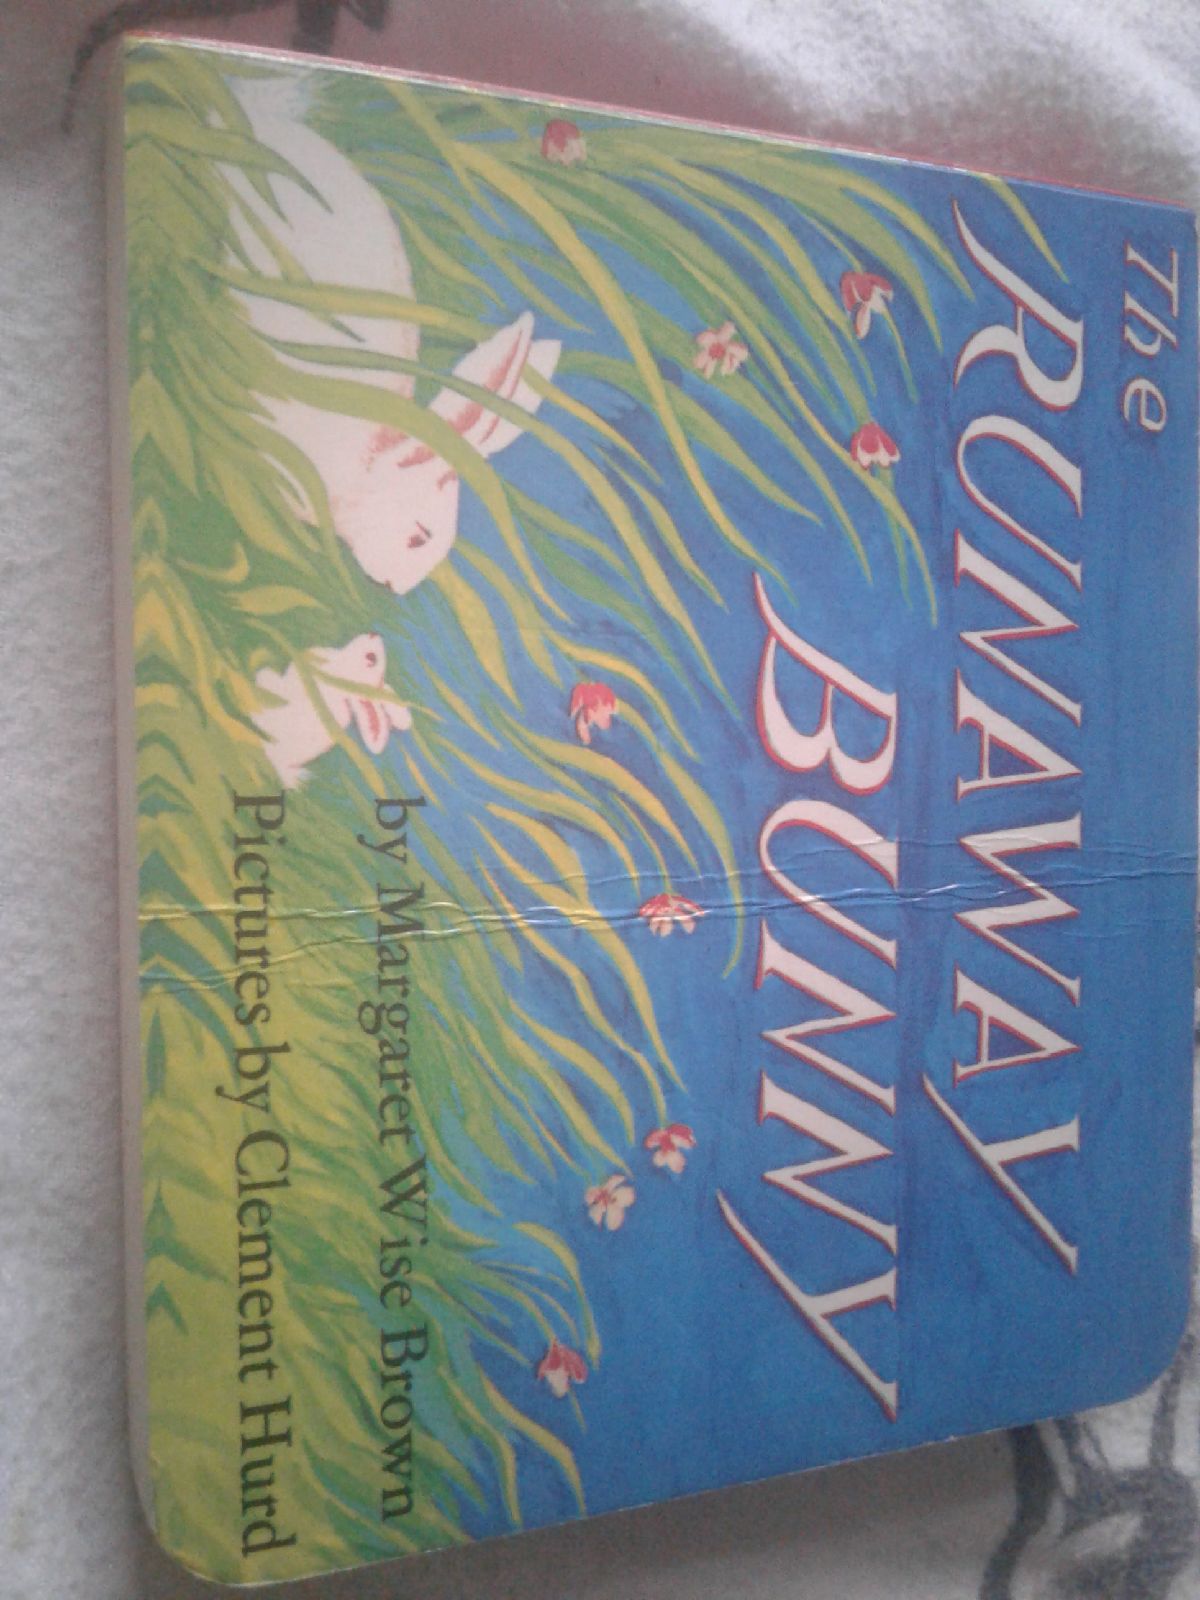 The
RUNAWAY
BUNNY
by Margaret Wise Brown
Pictures by Clement Hurd